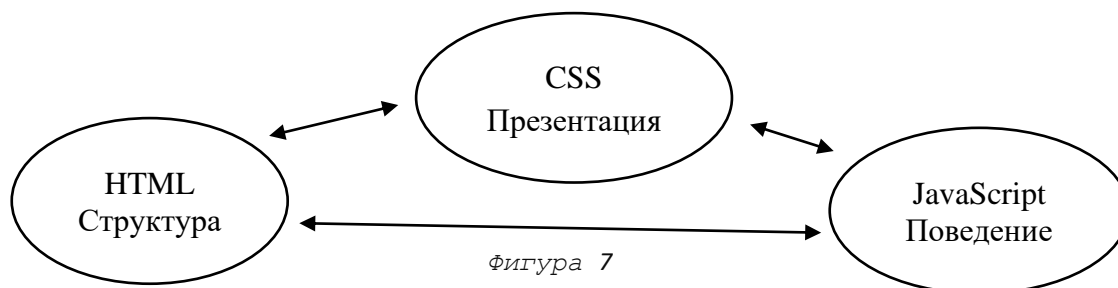 CSS
Презентация
HTML
Структура
JavaScript
Поведение
Фигура 7